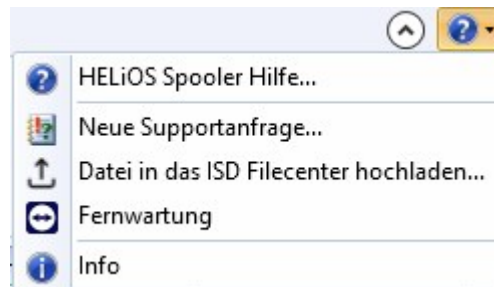 HELiOS Spooler Hilfe...
Neue Supportanfrage...
Datei in das ISD Filecenter hochladen...
Fernwartung
Info